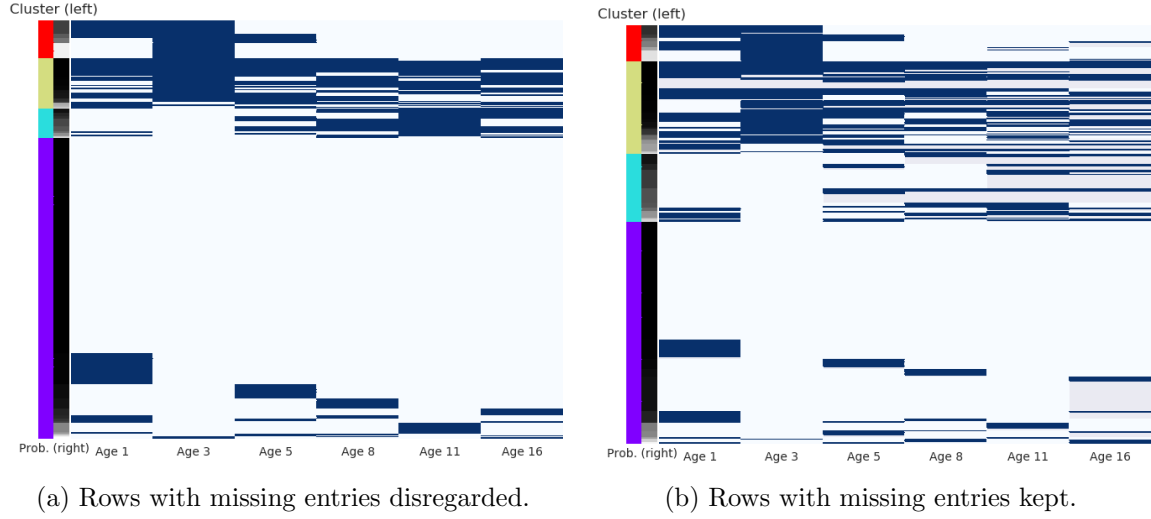 Cluster (left)
Prob. (right)
Age 1
Age 3
Age 5
Age 8
Age 11
Age 16
(a) Rows with missing entries disregarded.
Cluster (left)
Prob. (right)
Age 1
Age 3
Age 5
Age 8
Age 11
Age 16
(b) Rows with missing entries kept.